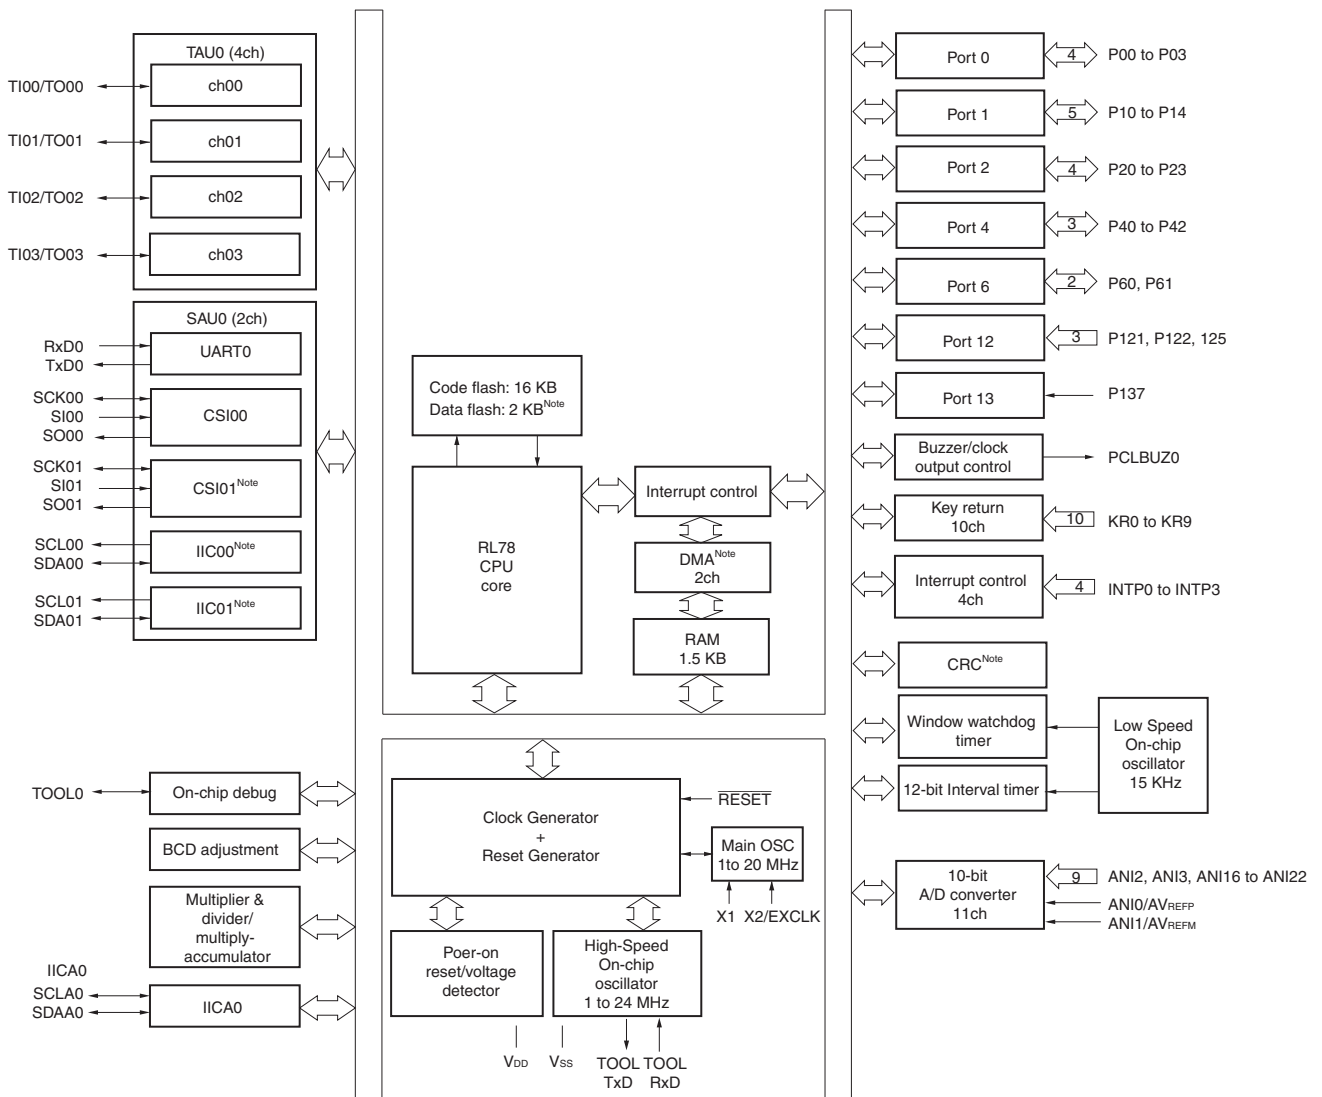 TAU0 (4ch)
TI00/TO00
ch00
TI01/TO01
ch01
TI02/TO02
ch02
TI03/TO03
ch03
SAU0 (2ch)
RxD0
TxD0
UART0
SCK00
SI00
SO00
CSI00
SCK01
SI01
SO01
CSI01Note
SCL00
SDA00
IIC00Note
SCL01
SDA01
IIC01Note
TOOL0
On-chip debug
BCD adjustment
Multiplier &
divider/
multiply-
accumulator
IICA0
SCLA0
SDAA0
IICA0
Code flash: 16 KB
Data flash: 2 KBNote
RL78
CPU
core
Interrupt control
DMANote
2ch
RAM
1.5 KB
Clock Generator
+
Reset Generator
RESET
Main OSC
1to 20 MHz
X1
X2/EXCLK
Poer-on
reset/voltage
detector
High-Speed
On-chip
oscillator
1 to 24 MHz
VDD
VSS
TOOL
TxD
TOOL
RxD
Port 0
4
P00 to P03
Port 1
5
P10 to P14
Port 2
4
P20 to P23
Port 4
3
P40 to P42
Port 6
2
P60, P61
Port 12
3
P121, P122, 125
Port 13
P137
Buzzer/clock
output control
PCLBUZ0
Key return
10ch
10
KR0 to KR9
Interrupt control
4ch
4
INTP0 to INTP3
CRCNote
Window watchdog
timer
12-bit Interval timer
Low Speed
On-chip
oscillator
15 KHz
10-bit
A/D converter
11ch
9
ANI2, ANI3, ANI16 to ANI22
ANI0/AVREFP
ANI1/AVREFM